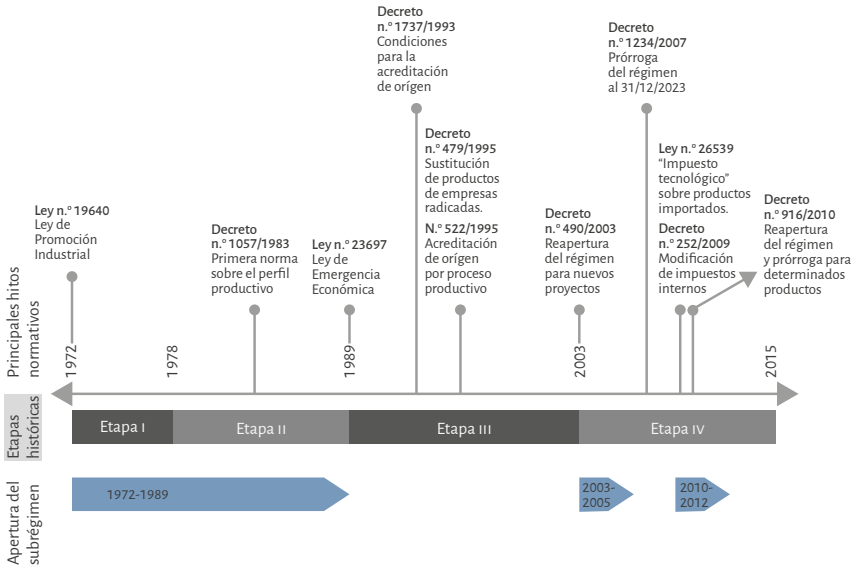 Decreto
n.° 1737/1993
Condiciones
para la
acreditación
de orígen
Decreto
n.° 1234/2007
Prórroga
del régimen
al 31/12/2023
Ley n.° 19640
Ley de
Promoción
Industrial
Decreto
n.° 1057/1983
Primera norma
sobre el perfil
productivo
Ley n.° 23697
Ley de
Emergencia
Económica
Decreto
n.° 479/1995
Sustitución
de productos
de empresas
radicadas.
N.° 522/1995
Acreditación
de orígen
por proceso
productivo
Decreto
n.° 490/2003
Reapertura
del régimen
para nuevos
proyectos
Ley n.° 26539
“Impuesto
tecnológico”
sobre productos
importados.
Decreto
n.° 252/2009
Modificación
de impuestos
internos
Decreto
n.° 916/2010
Reapertura
del régimen
y prórroga para
determinados
productos
Principales hitos
normativos
1972
1978
1989
2003
2015
Etapas
históricas
Etapa I
Etapa II
Etapa III
Etapa IV
Apertura del
subrégimen
1972-1989
2003-
2005
2010-
2012